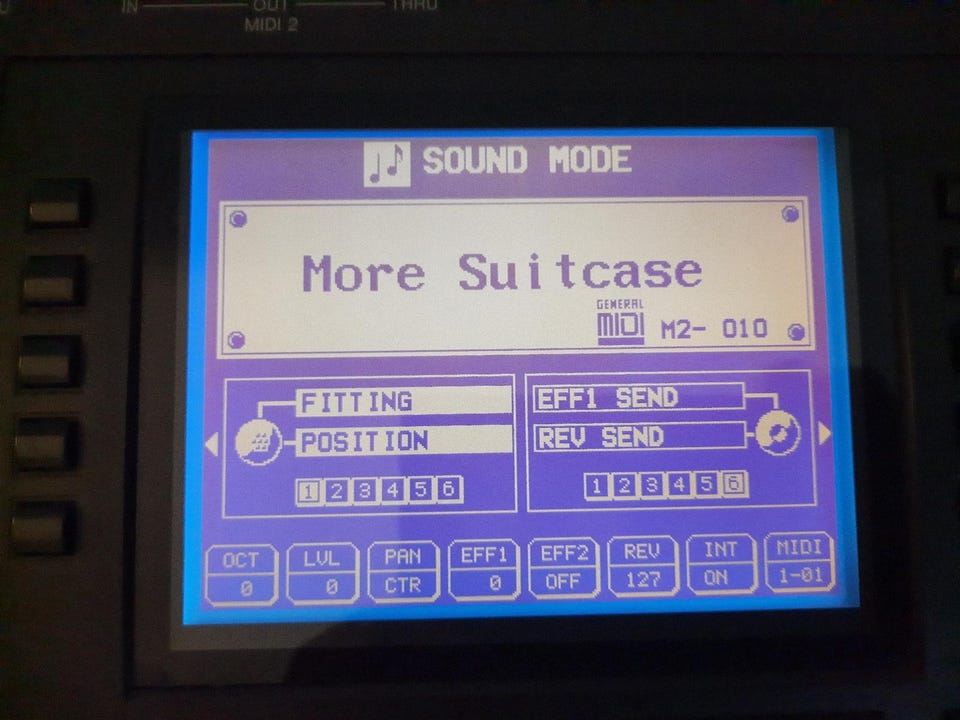 IN OUT THRU
MIDI 2
SOUND MODE
More Suitcase
GENERAL
MIDI M2- 010
FITTING
POSITION
1 2 3 4 5 6
EFF1 SEND
REV SEND
1 2 3 4 5 6
OCT LVL PAN EFF1 EFF2 REV INT MIDI
0 0 CTR 0 OFF 127 ON 1-01